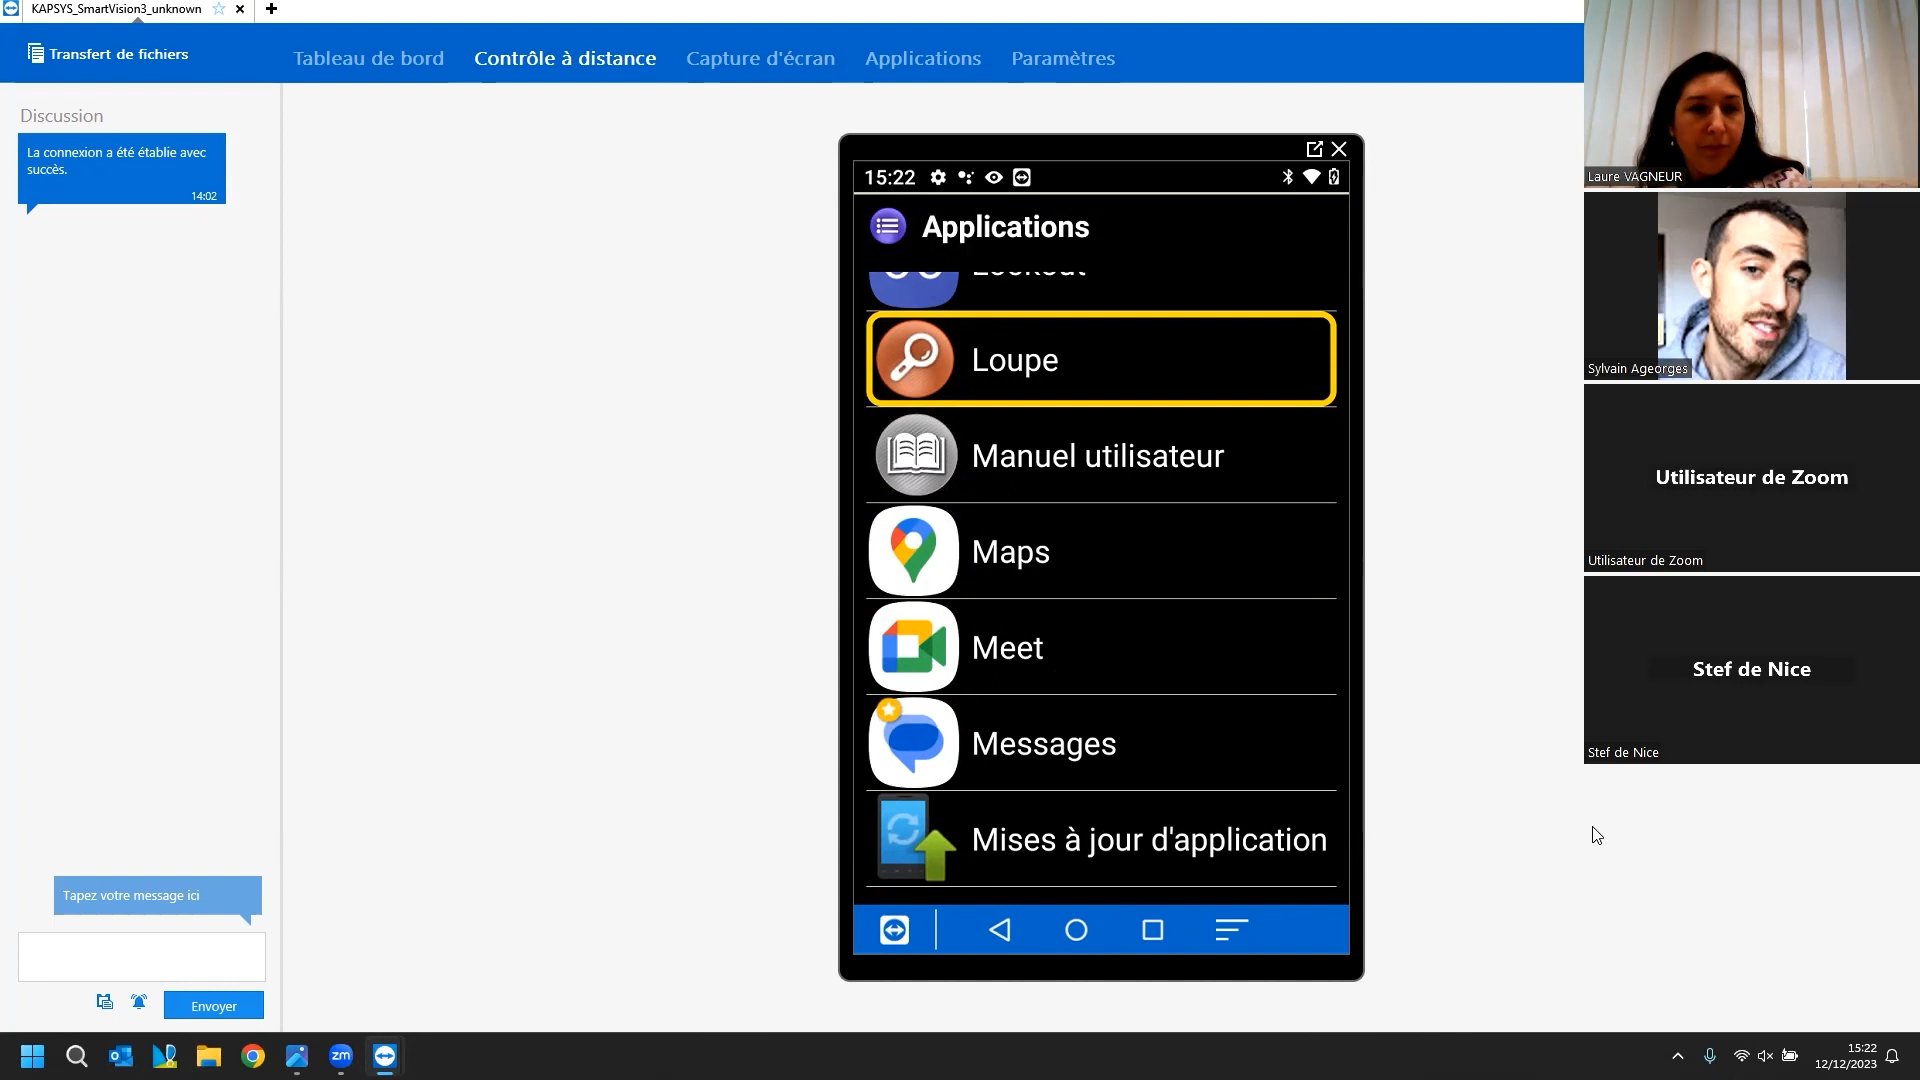 KAPSYS_SmartVision3_unknown
Transfert de fichiers
Tableau de bord
Contrôle à distance
Capture d'écran
Applications
Paramètres
Discussion
La connexion a été établie avec
succès.
14:02
Tapez votre message ici
Envoyer
15:22
Applications
Lookout
Loupe
Manuel utilisateur
Maps
Meet
Messages
Mises à jour d'application
Laure VAGNEUR
Sylvain Ageorges
Utilisateur de Zoom
Utilisateur de Zoom
Stef de Nice
Stef de Nice
zm
15:22
12/12/2023